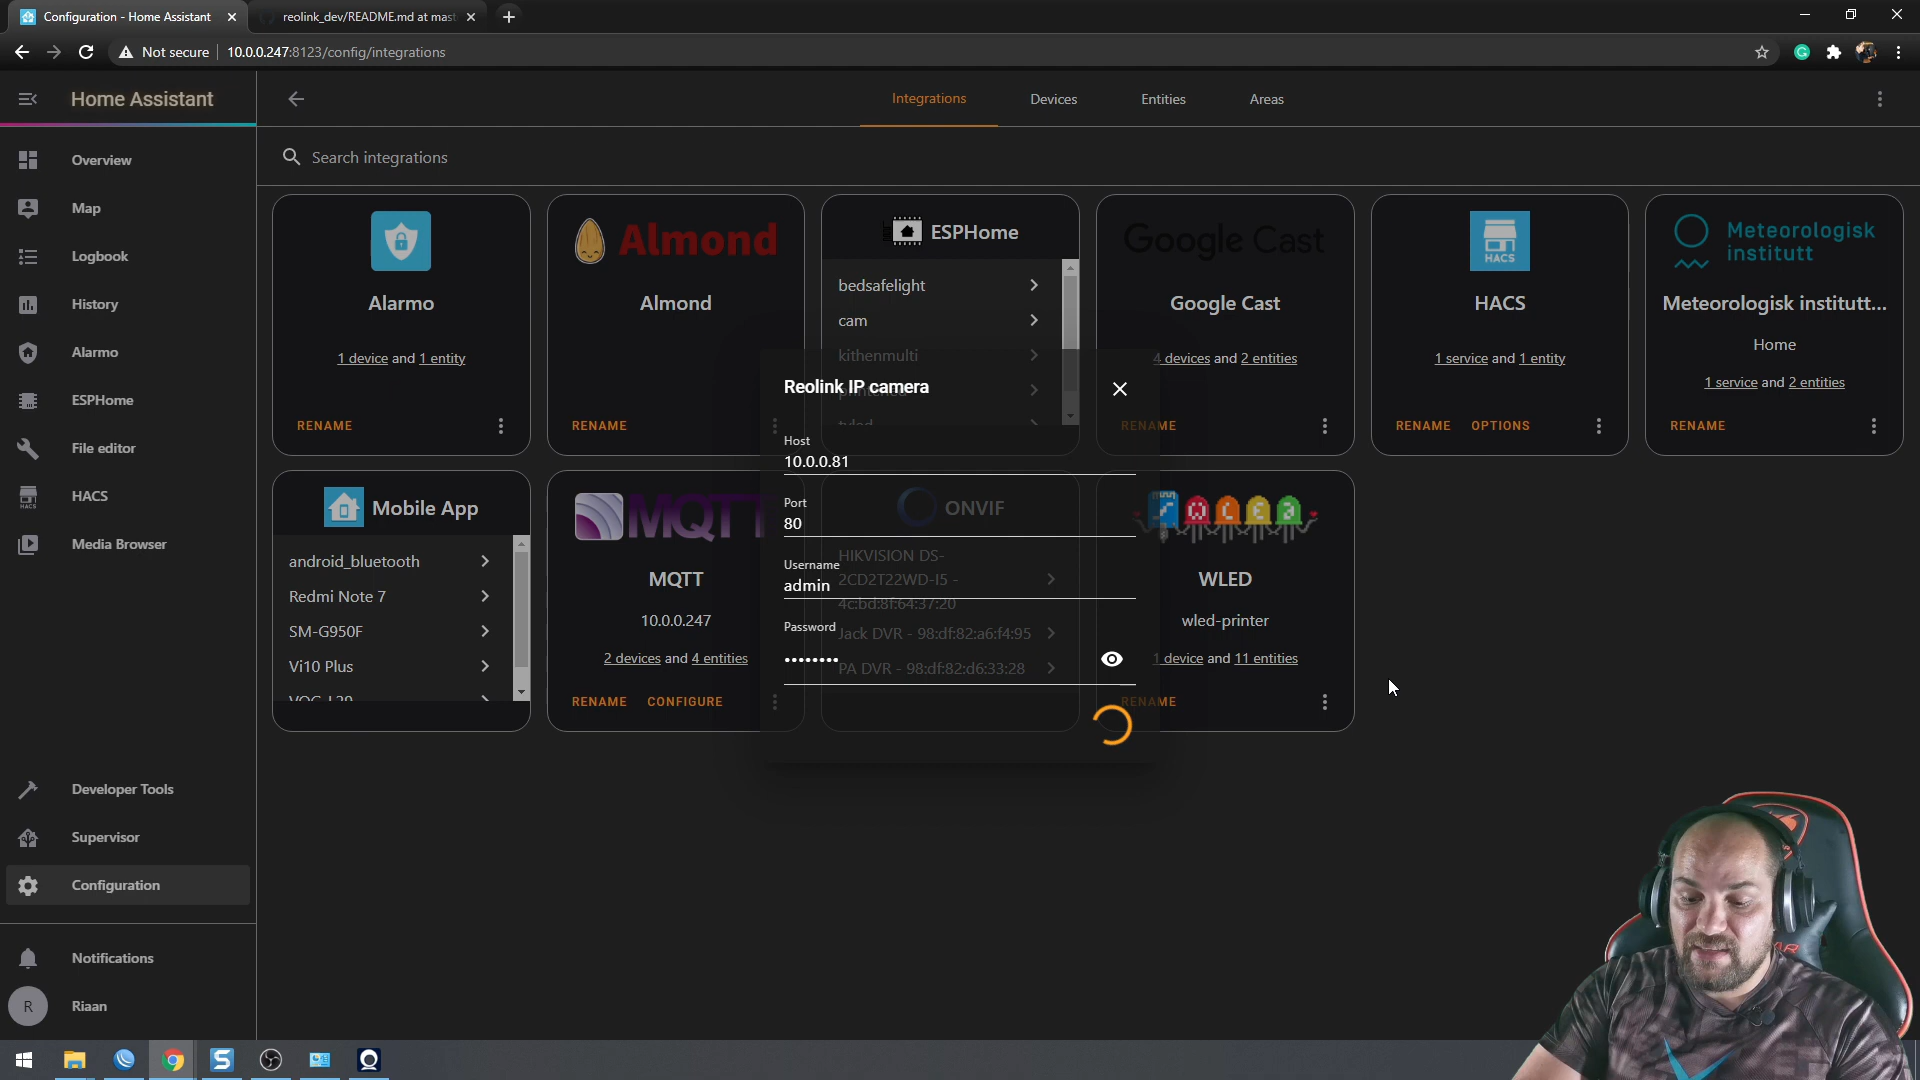 Configuration - Home Assistant
reolink_dev/README.md at mast
Not secure
10.0.0.247:8123/config/integrations
Home Assistant
Integrations
Devices
Entities
Areas
Search integrations
Overview
Map
Logbook
History
Alarmo
ESPHome
File editor
HACS
Media Browser
Developer Tools
Supervisor
Configuration
Notifications
R
Riaan
Alarmo
1 device and 1 entity
RENAME
Almond
Almond
RENAME
ESPHome
bedsafelight
cam
kithenmulti
Google Cast
Google Cast
4 devices and 2 entities
RENAME
HACS
HACS
1 service and 1 entity
RENAME
OPTIONS
Meteorologisk
institutt
Meteorologisk institutt...
Home
1 service and 2 entities
RENAME
Reolink IP camera
Host
10.0.0.81
Port
80
Username
admin
Password
••••••••
Mobile App
android_bluetooth
Redmi Note 7
SM-G950F
Vi10 Plus
MQTT
MQTT
10.0.0.247
2 devices and 4 entities
RENAME
CONFIGURE
ONVIF
HIKVISION DS-
2CD2T22WD-I5 -
4c:bd:8f:64:37:20
Jack DVR - 98:df:82:a6:f4:95
PA DVR - 98:df:82:d6:33:28
WLED
wled-printer
1 device and 11 entities
RENAME